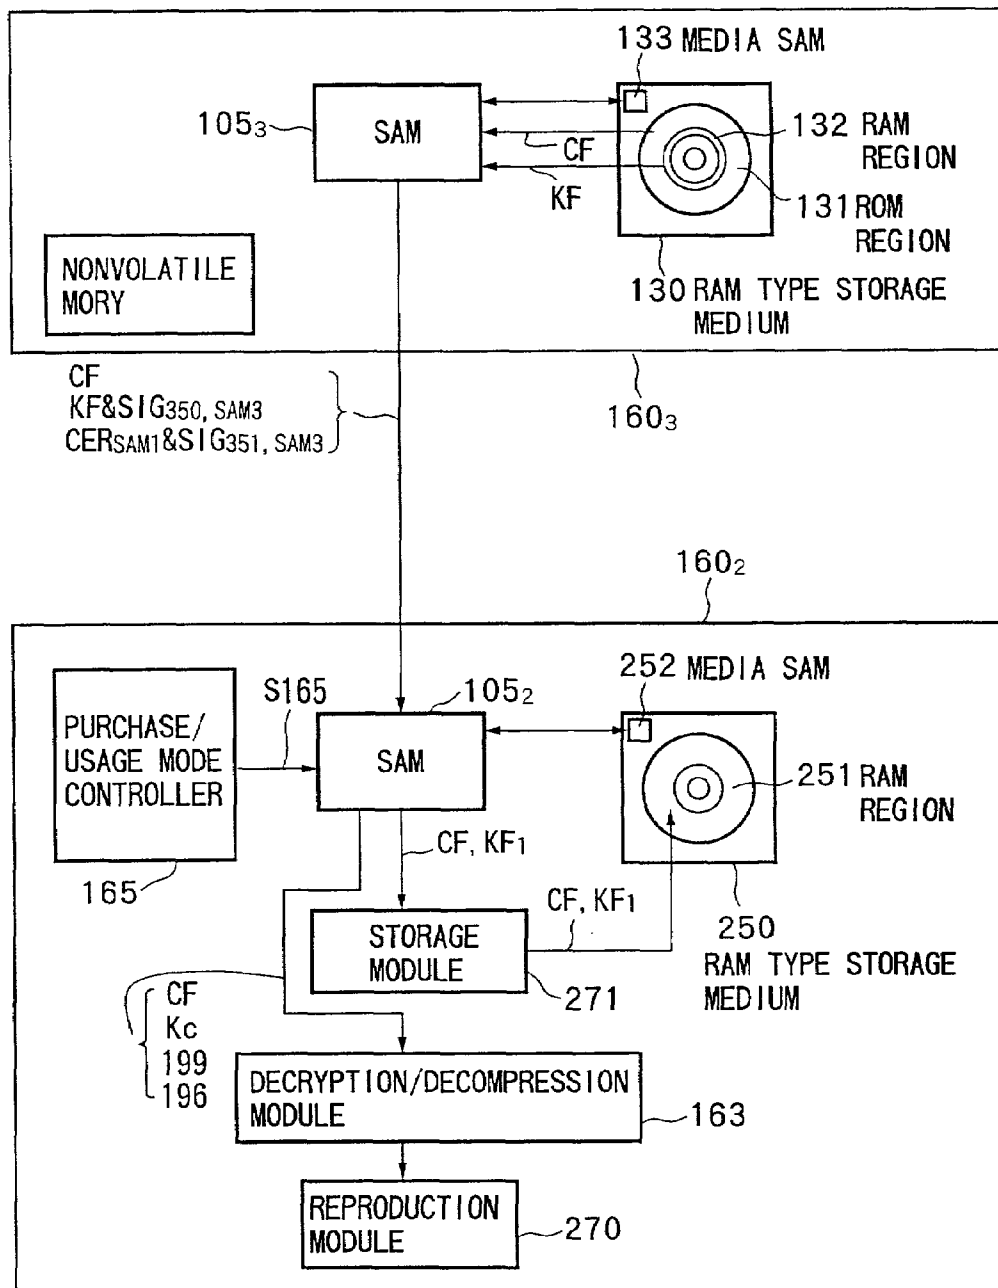 133 MEDIA SAM
SAM
105₃
132 RAM
REGION
CF
KF
131 ROM
REGION
130 RAM TYPE STORAGE
MEDIUM
NONVOLATILE
MORY
160₃
CF
KF&SIG350, SAM3
CERSAM1&SIG351, SAM3
160₂
252 MEDIA SAM
S165
105₂
PURCHASE/
USAGE MODE
CONTROLLER
SAM
251 RAM
REGION
165
CF, KF₁
CF, KF₁
250
RAM TYPE STORAGE
MEDIUM
STORAGE
MODULE
271
CF
Kc
199
196
DECRYPTION/DECOMPRESSION
MODULE
163
REPRODUCTION
MODULE
270